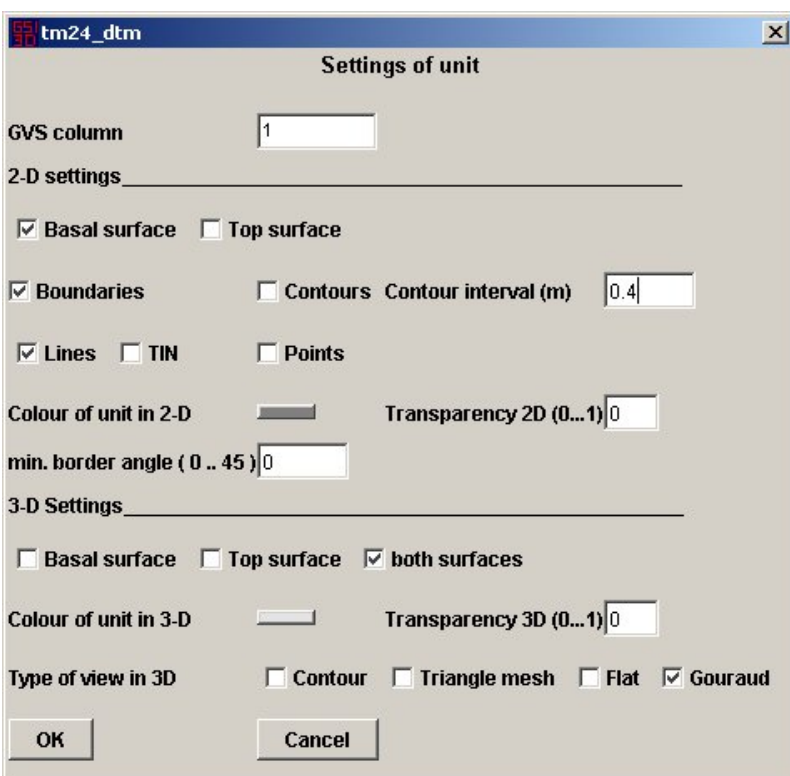 GSI3D tm24_dtm
Settings of unit
GVS column 1
2-D settings
Basal surface Top surface
Boundaries Contours Contour interval (m) 0.4
Lines TIN Points
Colour of unit in 2-D Transparency 2D (0...1) 0
min. border angle ( 0 .. 45 ) 0
3-D Settings
Basal surface Top surface both surfaces
Colour of unit in 3-D Transparency 3D (0...1) 0
Type of view in 3D Contour Triangle mesh Flat Gouraud
OK Cancel